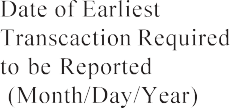 Date of Earliest
Transcaction Required
to be Reported
(Month/Day/Year)